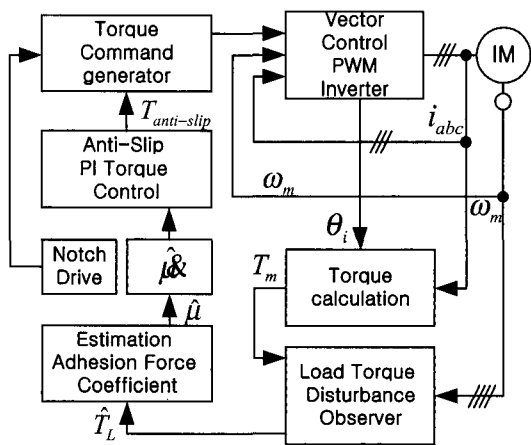 Torque
Command
generator
Vector
Control
PWM
Inverter
IM
T_anti-slip
i_abc
Anti-Slip
PI Torque
Control
ω_m
ω_m
θ_i
Notch
Drive
μ̂&
T_m
Torque
calculation
μ̂
Estimation
Adhesion Force
Coefficient
Load Torque
Disturbance
Observer
T̂_L